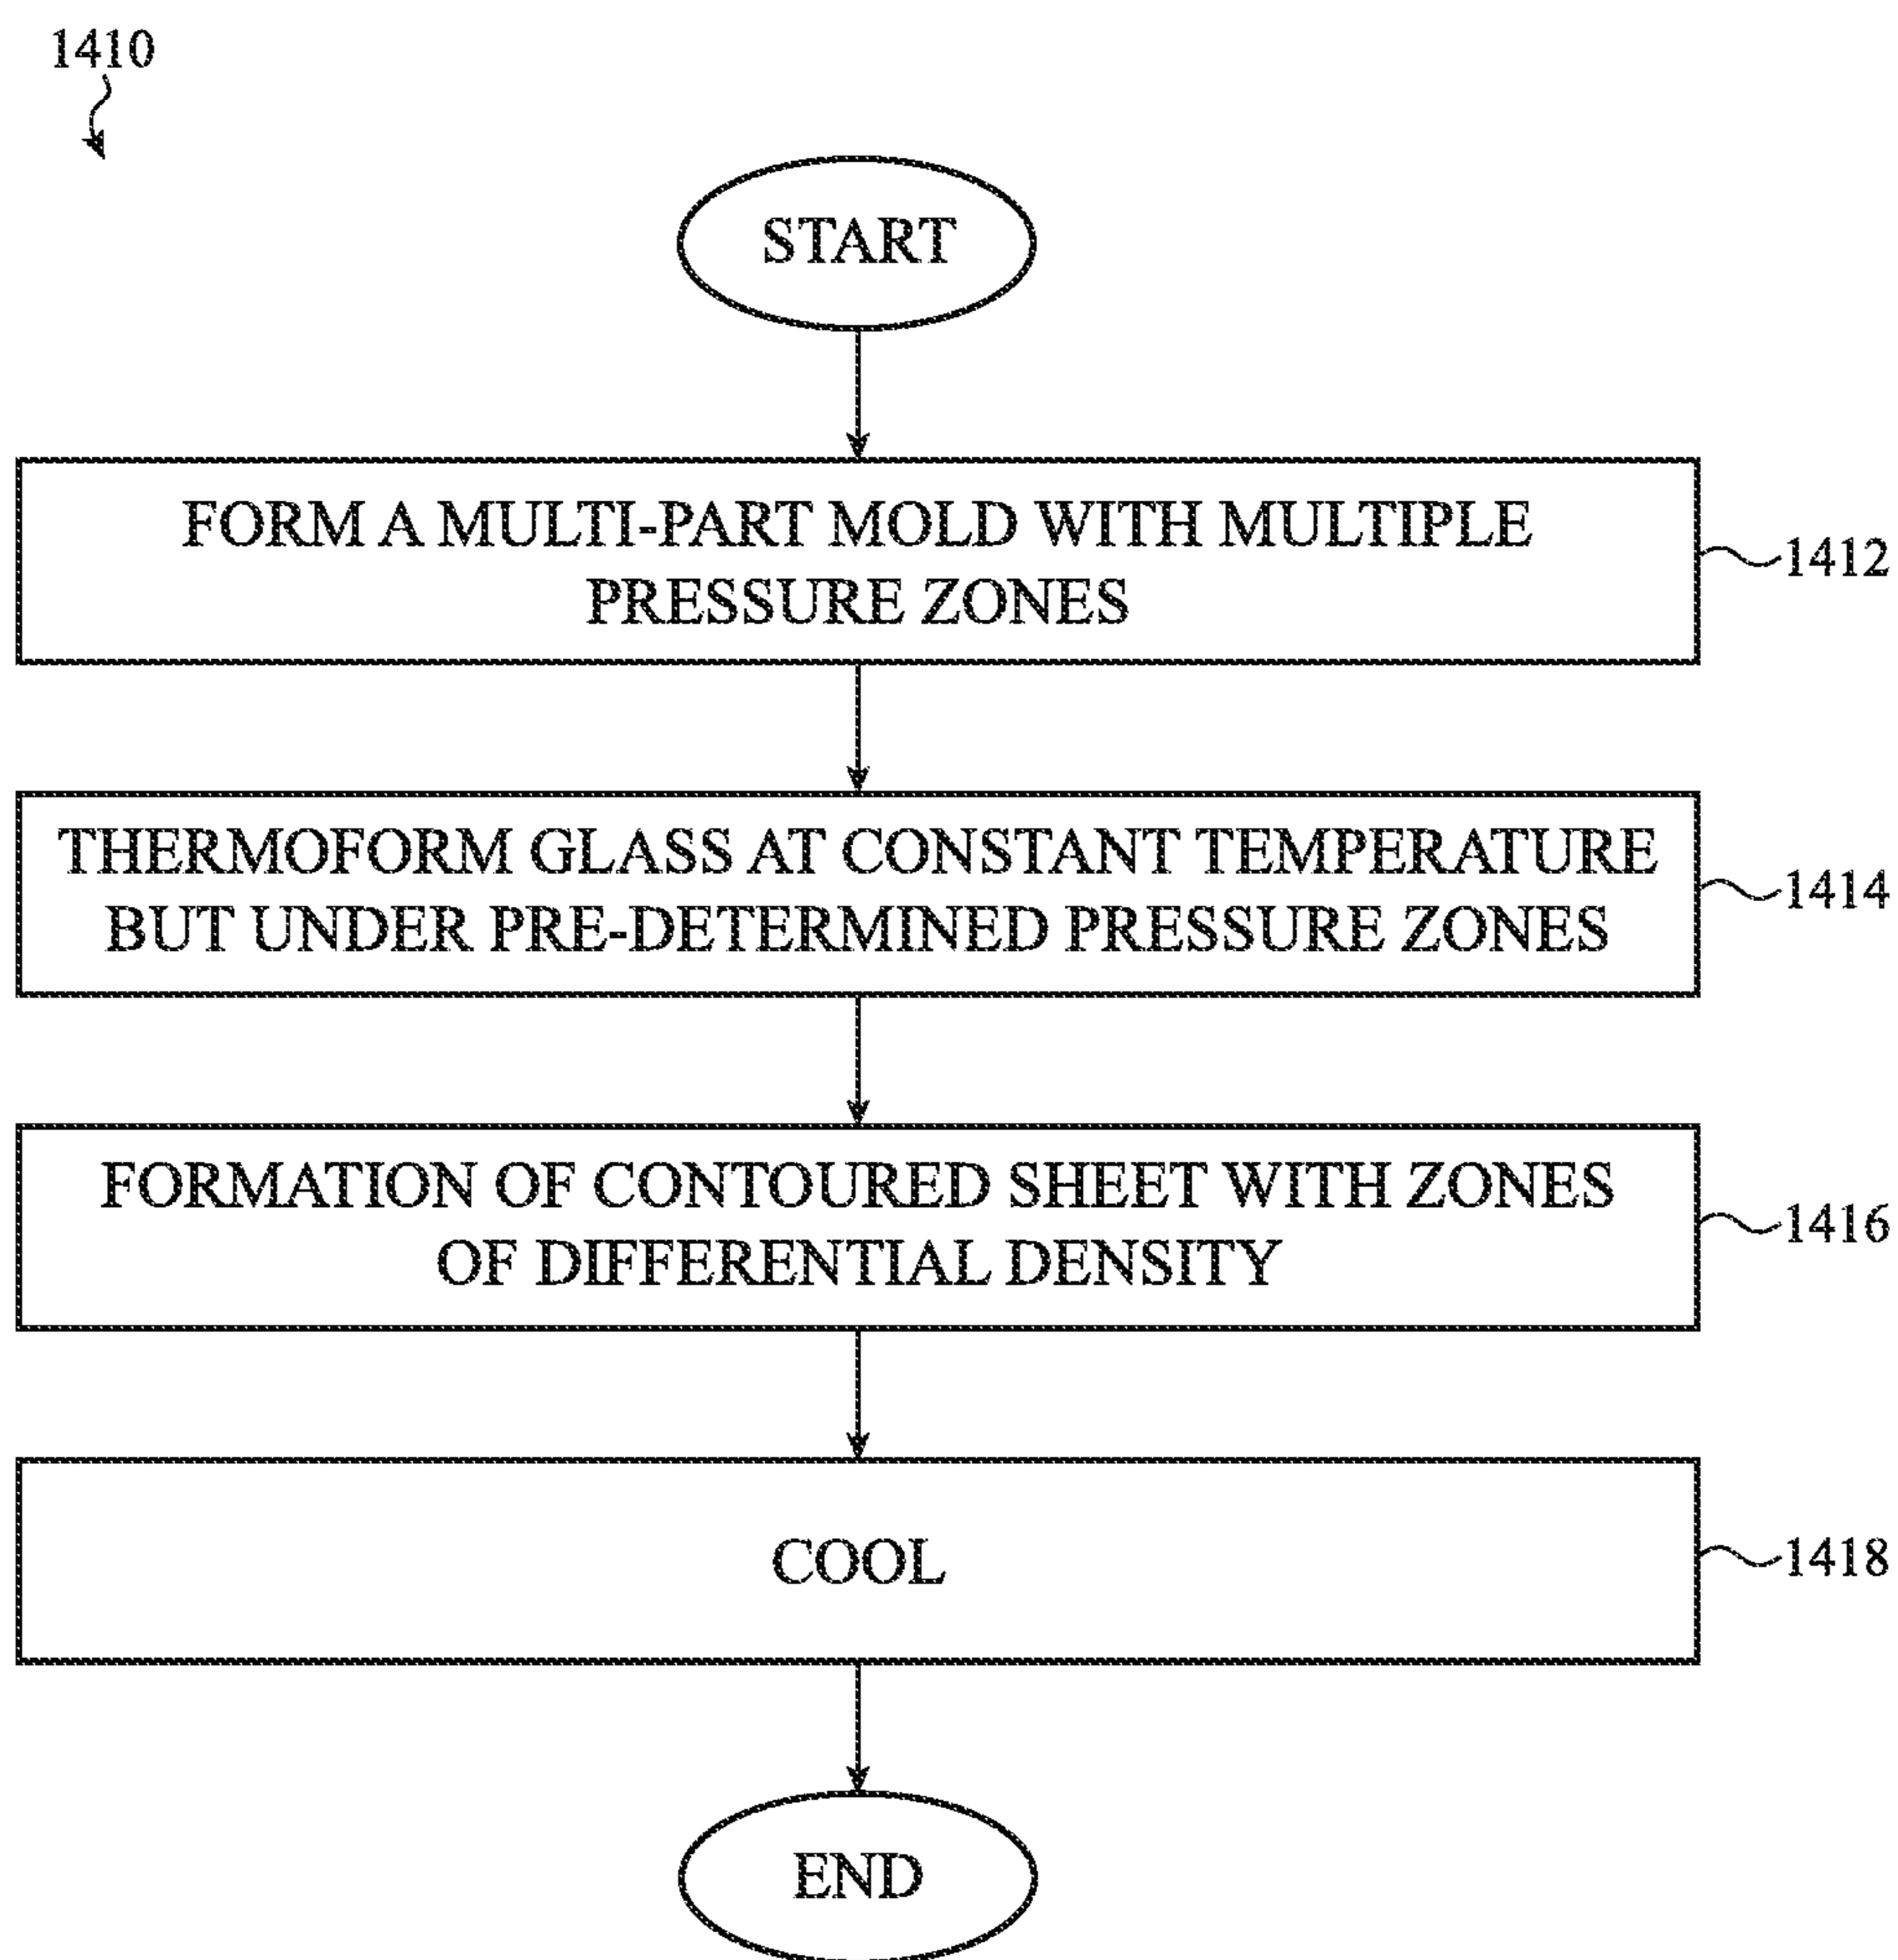 1410
START
FORM A MULTI-PART MOLD WITH MULTIPLE
PRESSURE ZONES
1412
THERMOFORM GLASS AT CONSTANT TEMPERATURE
BUT UNDER PRE-DETERMINED PRESSURE ZONES
1414
FORMATION OF CONTOURED SHEET WITH ZONES
OF DIFFERENTIAL DENSITY
1416
COOL
1418
END